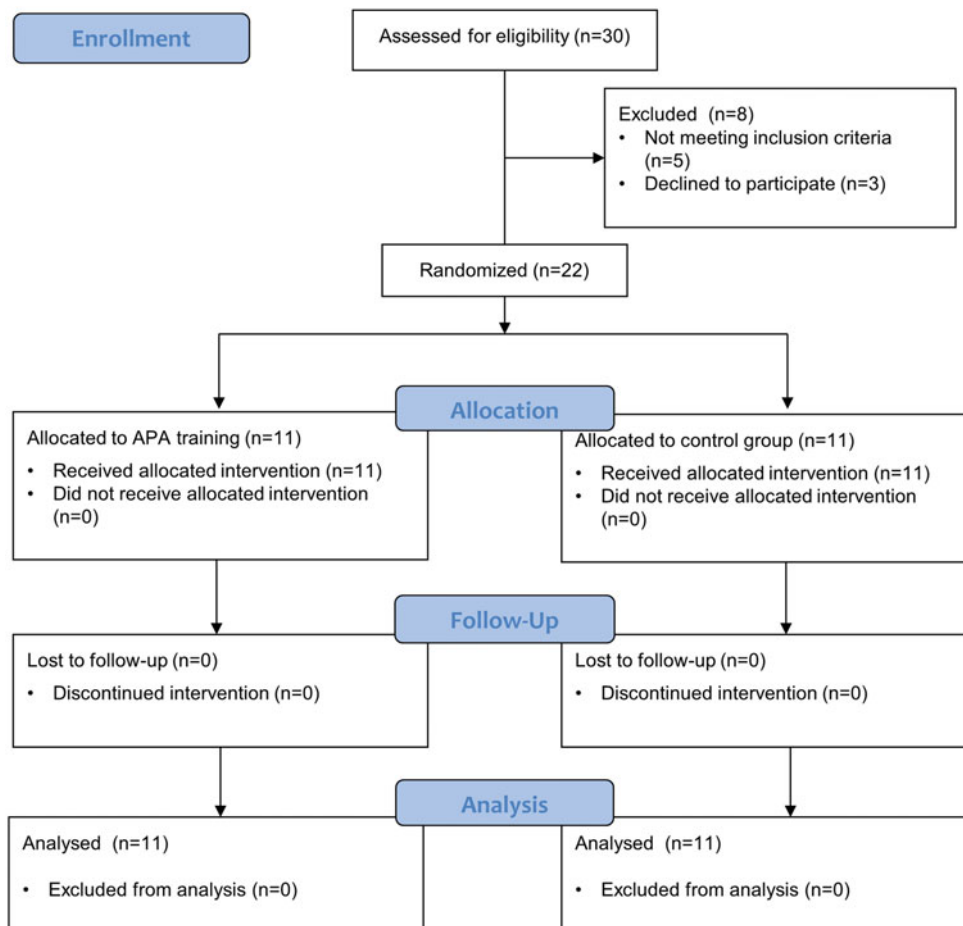 Enrollment
Assessed for eligibility (n=30)
Excluded (n=8)
• Not meeting inclusion criteria
(n=5)
• Declined to participate (n=3)
Randomized (n=22)
Allocation
Allocated to APA training (n=11)
• Received allocated intervention (n=11)
• Did not receive allocated intervention
(n=0)
Allocated to control group (n=11)
• Received allocated intervention (n=11)
• Did not receive allocated intervention
(n=0)
Follow-Up
Lost to follow-up (n=0)
• Discontinued intervention (n=0)
Lost to follow-up (n=0)
• Discontinued intervention (n=0)
Analysis
Analysed (n=11)
• Excluded from analysis (n=0)
Analysed (n=11)
• Excluded from analysis (n=0)